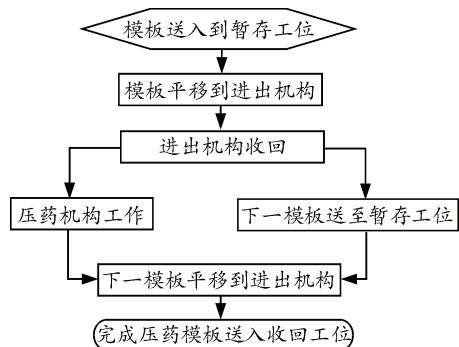 模板送入到暂存工位
模板平移到进出机构
进出机构收回
压药机构工作
下一模板送至暂存工位
下一模板平移到进出机构
完成压药模板送入收回工位